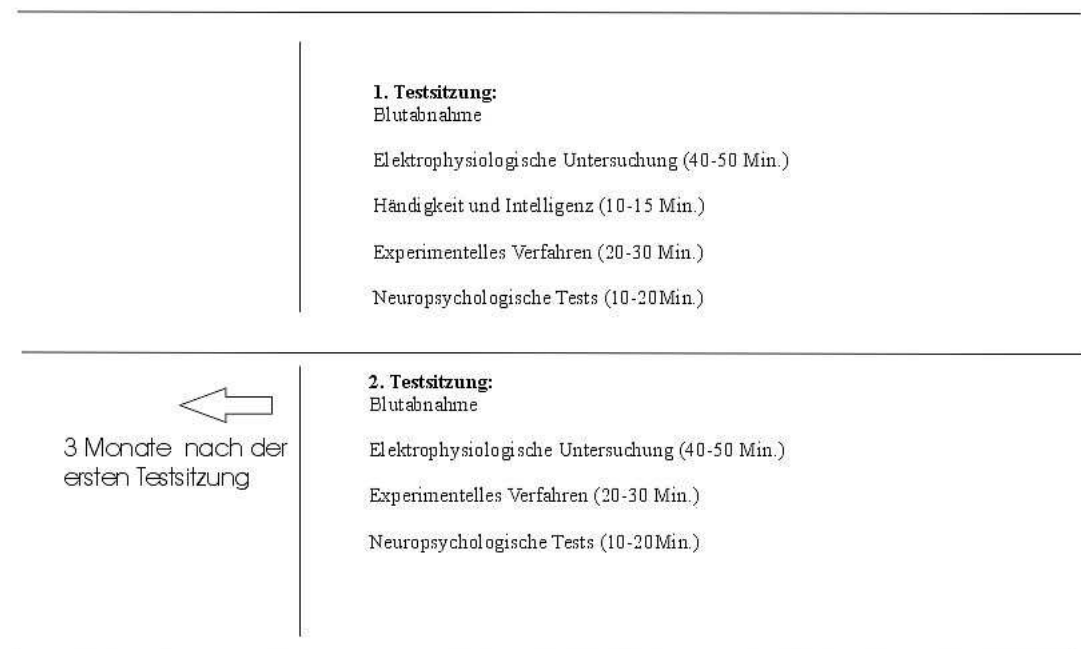 1. Testsitzung:
Blutabnahme
Elektrophysiologische Untersuchung (40-50 Min.)
Händigkeit und Intelligenz (10-15 Min.)
Experimentelles Verfahren (20-30 Min.)
Neuropsychologische Tests (10-20Min.)
3 Monate nach der
ersten Testsitzung
2. Testsitzung:
Blutabnahme
Elektrophysiologische Untersuchung (40-50 Min.)
Experimentelles Verfahren (20-30 Min.)
Neuropsychologische Tests (10-20Min.)